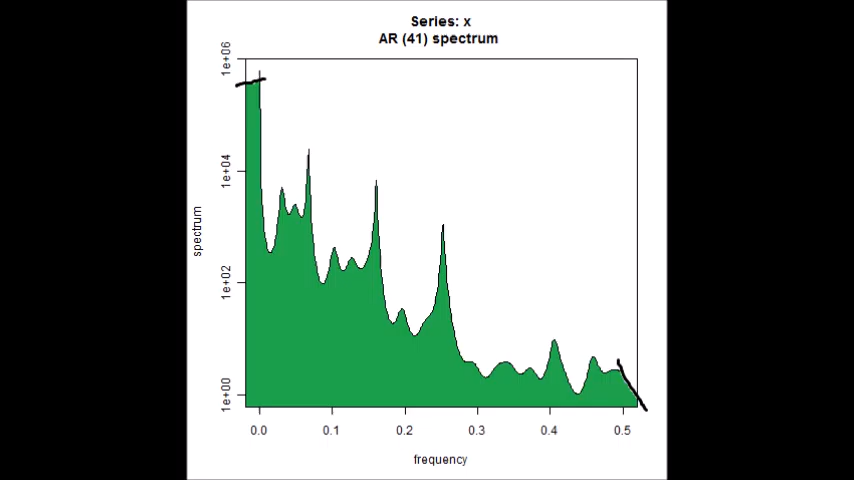 Series: x
AR (41) spectrum
1e+06
1e+04
1e+02
1e+00
spectrum
0.0 0.1 0.2 0.3 0.4 0.5
frequency